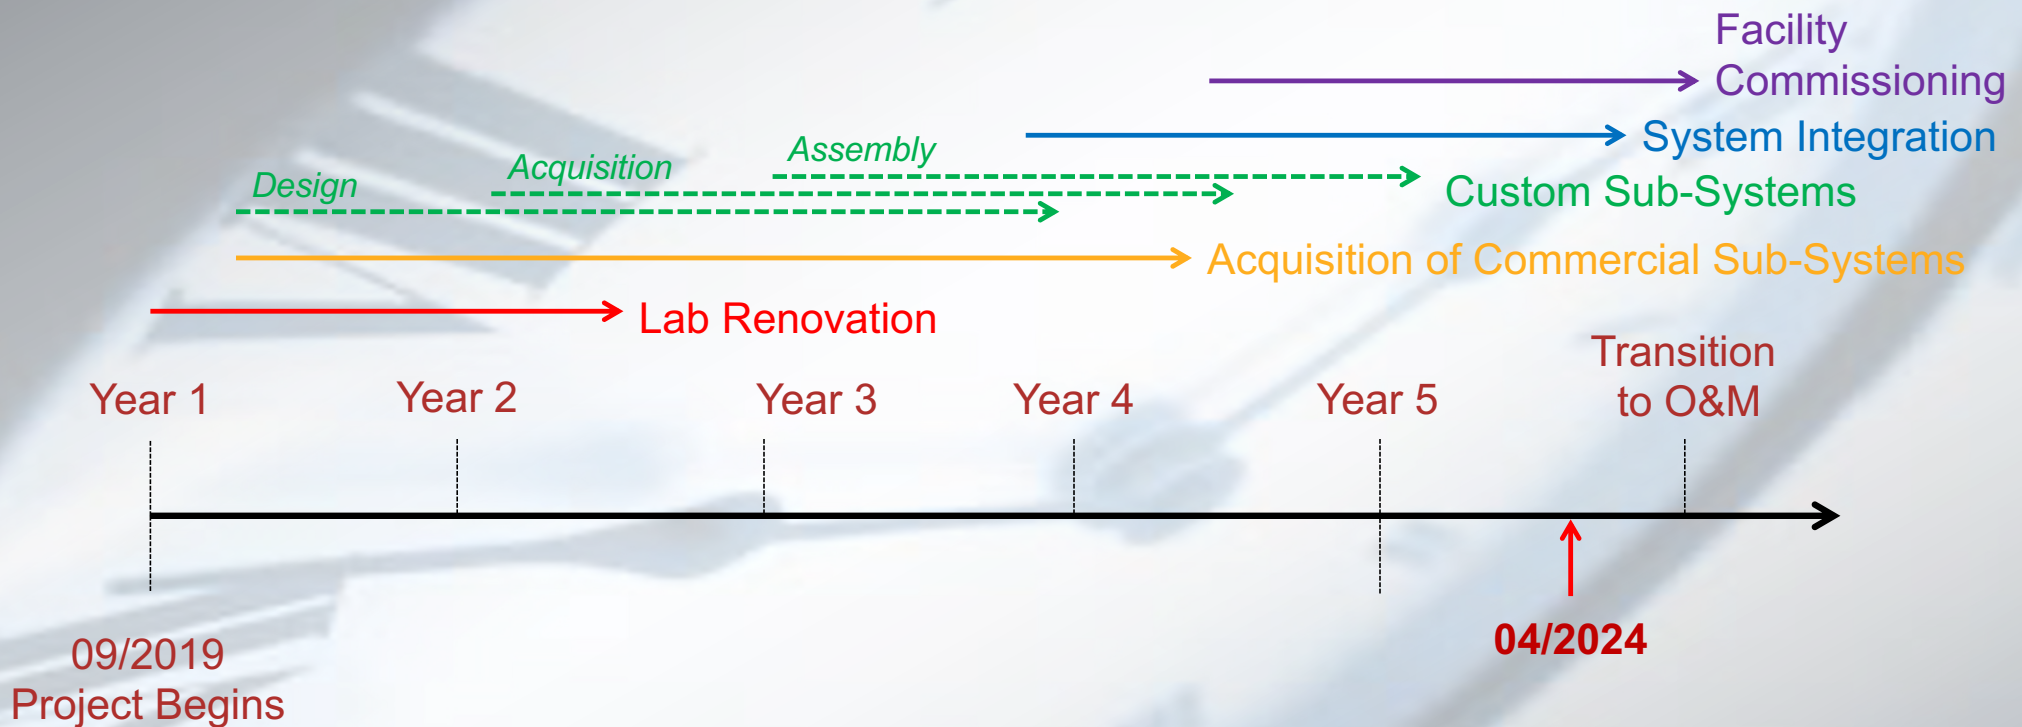 Facility
Commissioning
System Integration
Assembly
Acquisition
Design
Custom Sub-Systems
Acquisition of Commercial Sub-Systems
Lab Renovation
Year 1
Year 2
Year 3
Year 4
Year 5
Transition
to O&M
09/2019
Project Begins
04/2024